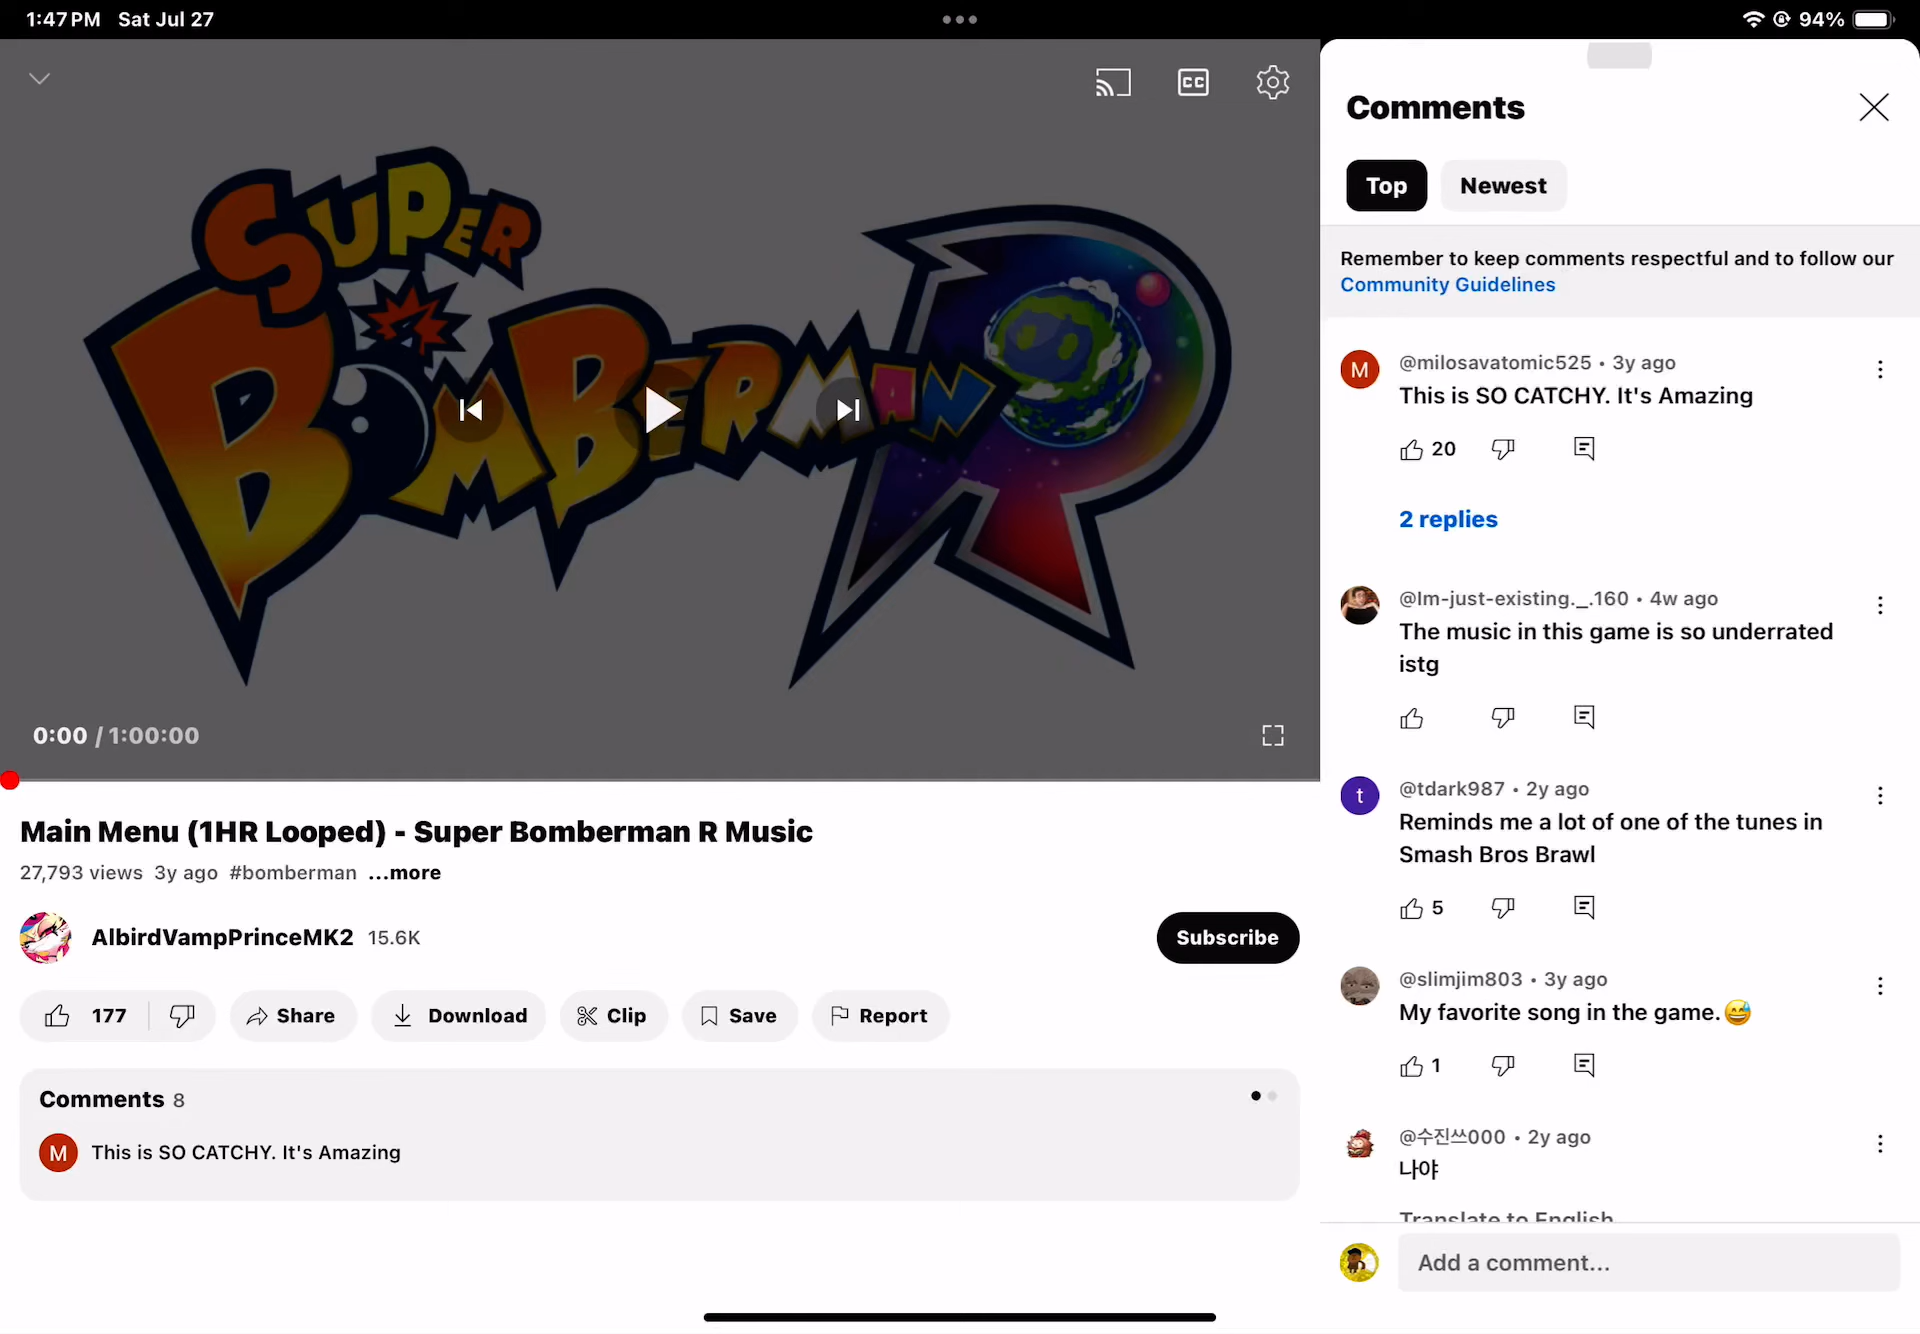 1:47 PM Sat Jul 27
94%
CC
SUPER
BOMBERMAN R
0:00 / 1:00:00
Main Menu (1HR Looped) - Super Bomberman R Music
27,793 views 3y ago #bomberman ...more
AlbirdVampPrinceMK2 15.6K
Subscribe
177
Share
Download
Clip
Save
Report
Comments 8
M
This is SO CATCHY. It's Amazing
Comments
Top
Newest
Remember to keep comments respectful and to follow our
Community Guidelines
M
@milosavatomic525 • 3y ago
This is SO CATCHY. It's Amazing
20
2 replies
@Im-just-existing._.160 • 4w ago
The music in this game is so underrated
istg
t
@tdark987 • 2y ago
Reminds me a lot of one of the tunes in
Smash Bros Brawl
5
@slimjim803 • 3y ago
My favorite song in the game.😅
1
@수진쓰000 • 2y ago
나야
Translate to English
Add a comment...